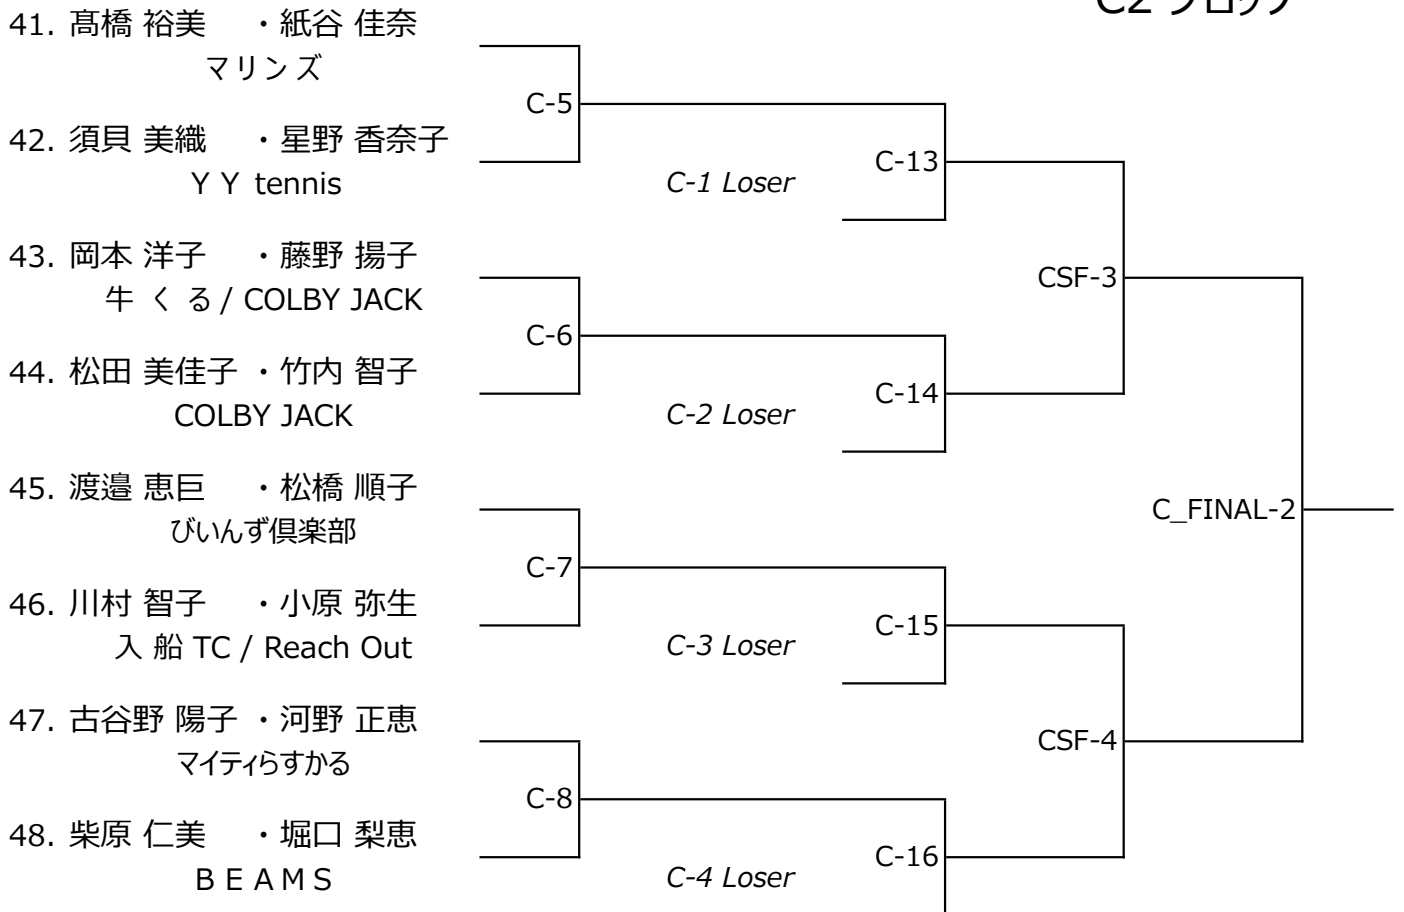 C2 ブロック
41. 髙橋 裕美 ・紙谷 佳奈
マリンズ
C-5
42. 須貝 美織 ・星野 香奈子
Y Y tennis
C-1 Loser
C-13
43. 岡本 洋子 ・藤野 揚子
牛 くる / COLBY JACK
CSF-3
C-6
44. 松田 美佳子 ・竹内 智子
COLBY JACK
C-2 Loser
C-14
45. 渡邉 恵巨 ・松橋 順子
びいんず倶楽部
C_FINAL-2
C-7
46. 川村 智子 ・小原 弥生
入 船 TC / Reach Out
C-3 Loser
C-15
47. 古谷野 陽子 ・河野 正恵
マイティらすかる
CSF-4
C-8
48. 柴原 仁美 ・堀口 梨恵
B E A M S
C-4 Loser
C-16